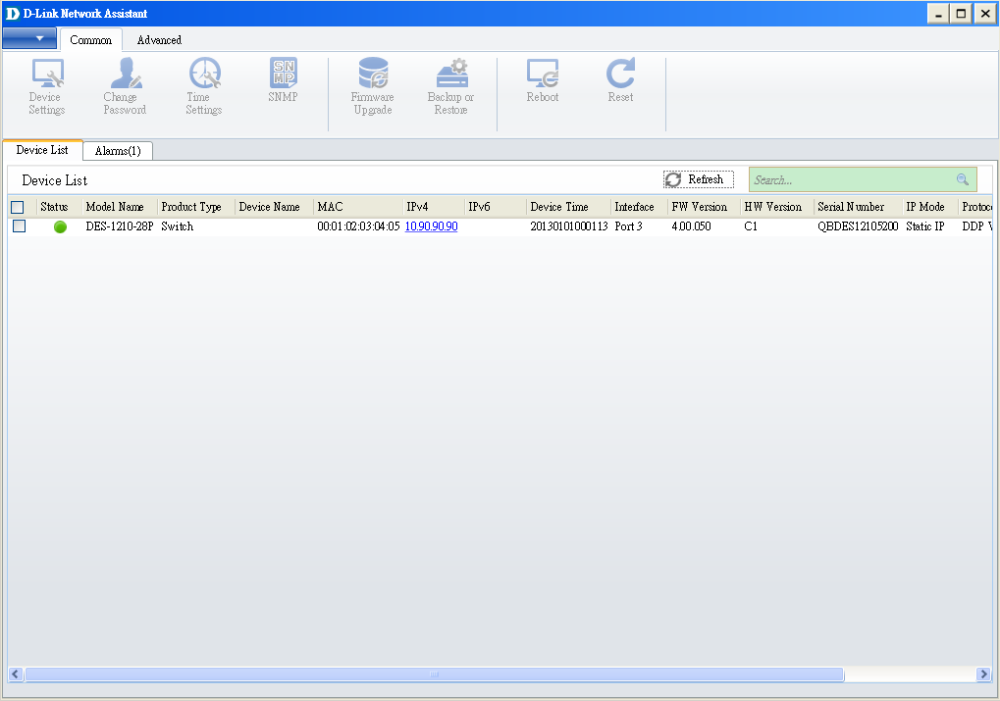 D-Link Network Assistant
Common Advanced
Device Settings
Change Password
Time Settings
SNMP
SNMP
Firmware Upgrade
Backup or Restore
Reboot
Reset
Device List Alarms(1)
Device List Refresh Search...
Status Model Name Product Type Device Name MAC IPv4 IPv6 Device Time Interface FW Version HW Version Serial Number IP Mode Protoc
DES-1210-28P Switch 00:01:02:03:04:05 10.90.90.90 20130101000113 Port 3 4.00.050 C1 QBDES12105200 Static IP DDP V